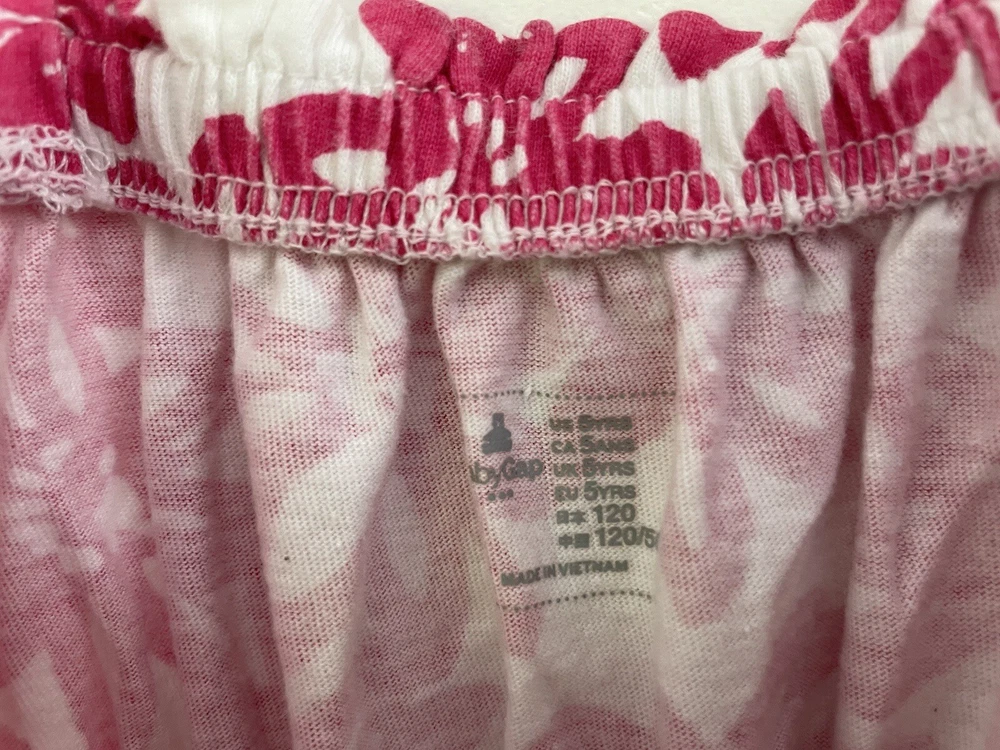 byGap
US 5YRS
CA 5ANS
UK 5YRS
EU 5YRS
日本 120
中国 120/5
MADE IN VIETNAM